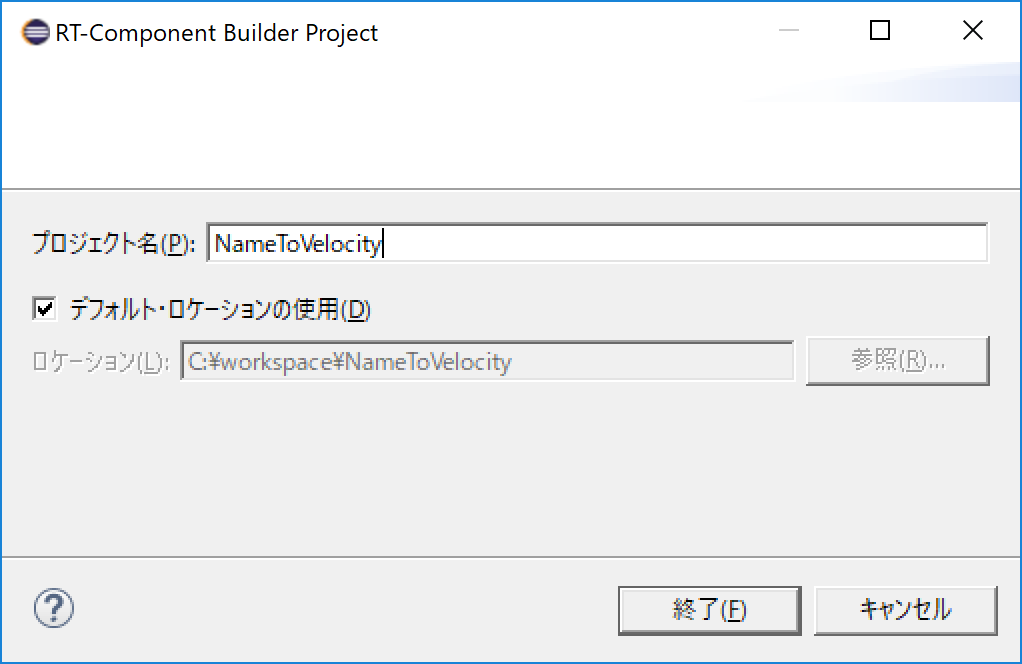 RT-Component Builder Project
プロジェクト名(P): NameToVelocity
デフォルト・ロケーションの使用(D)
ロケーション(L): C:¥workspace¥NameToVelocity 参照(R)...
? 終了(F) キャンセル